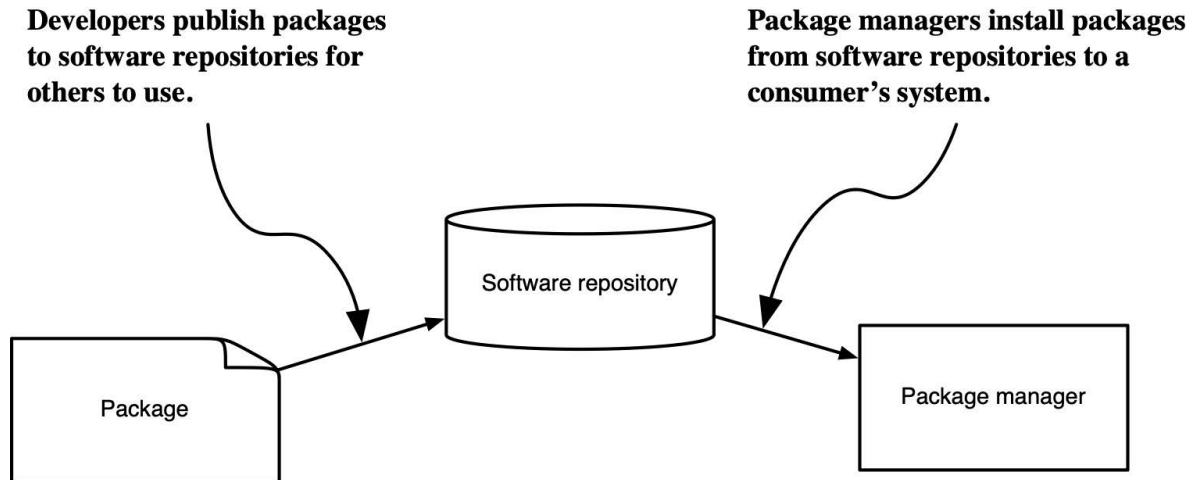 Developers publish packages
to software repositories for
others to use.
Package managers install packages
from software repositories to a
consumer’s system.
Software repository
Package
Package manager